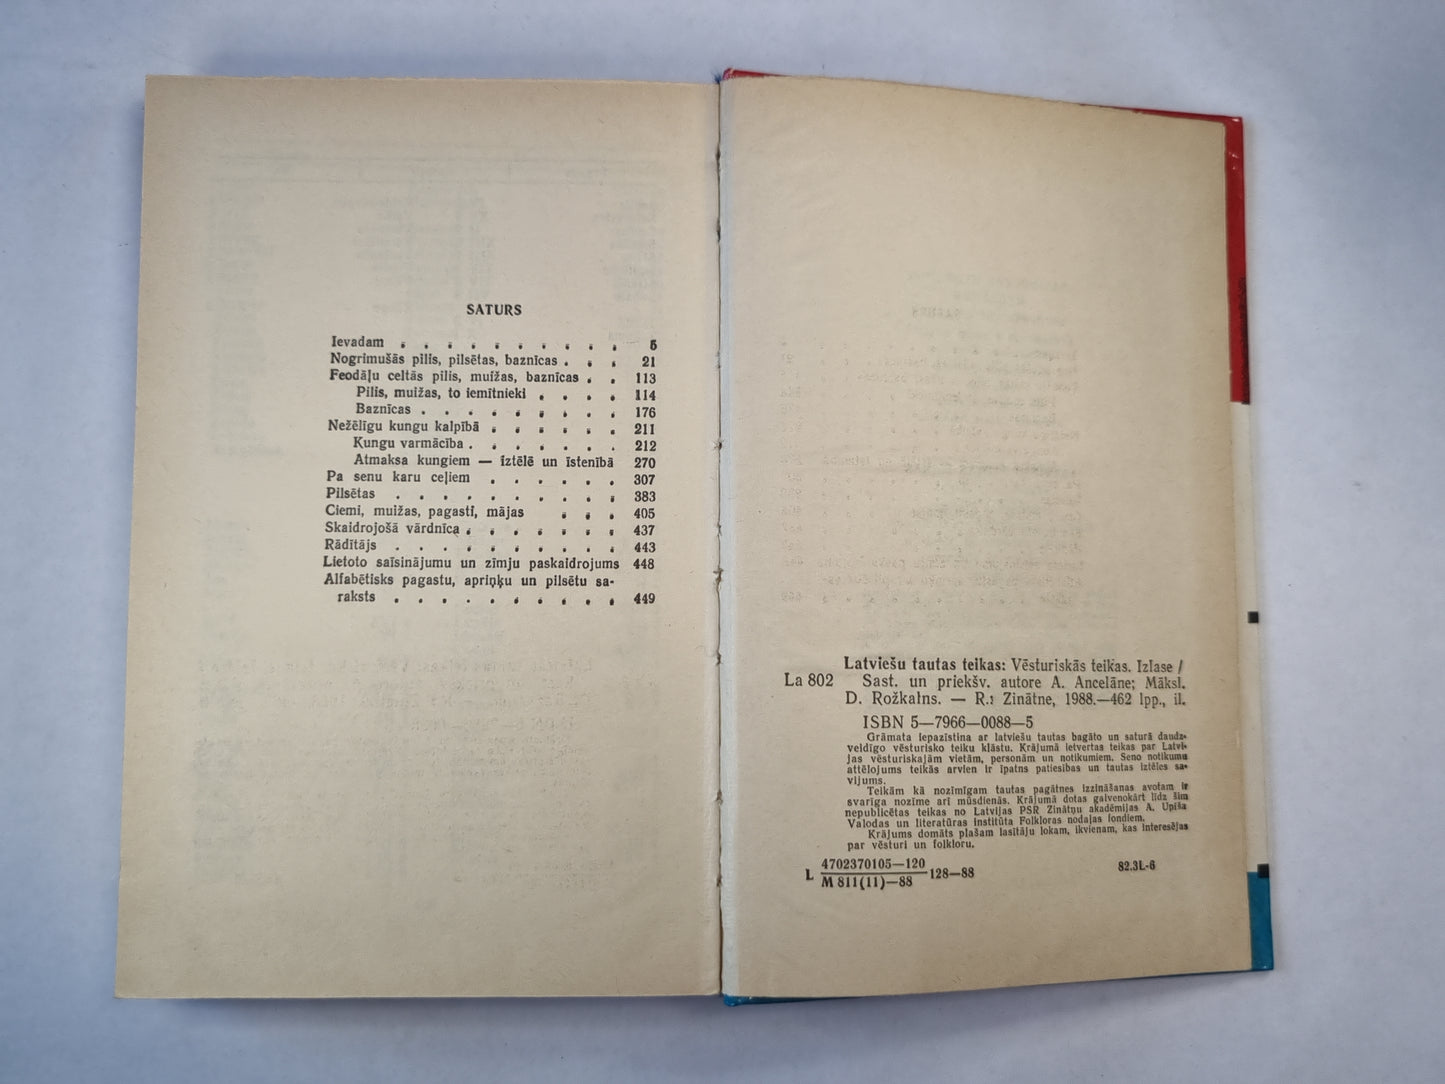 SATURS
Ievadam . . . . . . . . . . 5
Nogrimušās pilis, pilsētas, baznīcas . . . 21
Feodāļu celtās pilis, muižas, baznīcas . . 113
Pilis, muižas, to iemītnieki . . . . 114
Baznīcas . . . . . . . . . 176
Nežēlīgu kungu kalpībā . . . . . . 211
Kungu varmācība . . . . . . . 212
Atmaksa kungiem — iztēlē un īstenībā 270
Pa senu karu ceļiem . . . . . . 307
Pilsētas . . . . . . . . . . 383
Ciemi, muižas, pagasti, mājas . . . 405
Skaidrojošā vārdnīca . . . . . . . 437
Rādītājs . . . . . . . . . . 443
Lietoto saīsinājumu un zīmju paskaidrojums 448
Alfabētisks pagastu, apriņķu un pilsētu sa-
raksts . . . . . . . . . . 449
Latviešu tautas teikas: Vēsturiskās teikas. Izlase /
La 802 Sast. un priekšv. autore A. Ancelāne; Māksl.
D. Rožkalns. — R.: Zinātne, 1988.—462 lpp., il.
ISBN 5—7966—0088—5
Grāmata iepazīstina ar latviešu tautas bagāto un saturā daudz-
veidīgo vēsturisko teiku klāstu. Krājumā ietvertas teikas par Latvi-
jas vēsturiskajām vietām, personām un notikumiem. Seno notikumu
attēlojums teikās arvien ir īpatns patiesības un tautas iztēles sa-
vijums.
Teikām kā nozīmīgam tautas pagātnes izzināšanas avotam ir
svarīga nozīme arī mūsdienās. Krājumā dotas galvenokārt līdz šim
nepublicētas teikas no Latvijas PSR Zinātņu akadēmijas A. Upīša
Valodas un literatūras institūta Folkloras nodaļas fondiem.
Krājums domāts plašam lasītāju lokam, ikvienam, kas interesējas
par vēsturi un folkloru.
4702370105—120
L 128—88 82.3L-6
M 811(11)—88